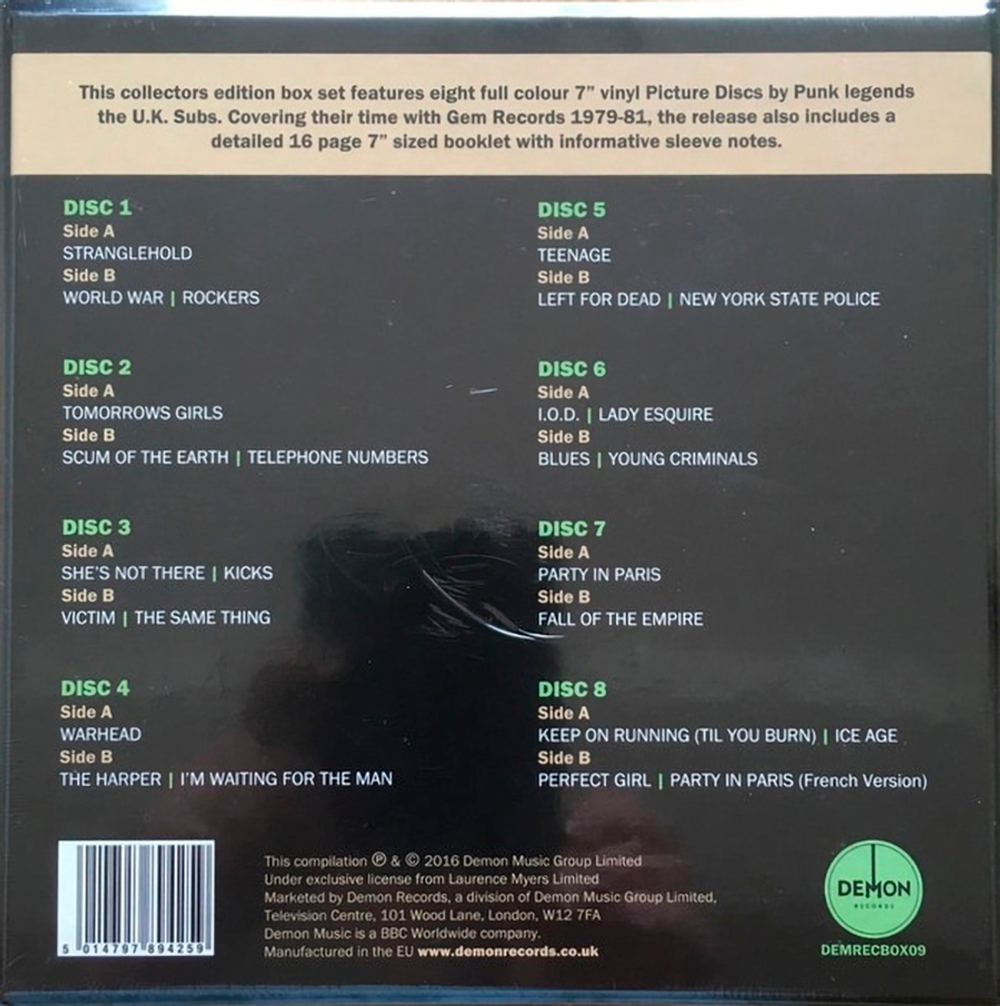 This collectors edition box set features eight full colour 7” vinyl Picture Discs by Punk legends
the U.K. Subs. Covering their time with Gem Records 1979-81, the release also includes a
detailed 16 page 7” sized booklet with informative sleeve notes.
DISC 1
Side A
STRANGLEHOLD
Side B
WORLD WAR | ROCKERS
DISC 2
Side A
TOMORROWS GIRLS
Side B
SCUM OF THE EARTH | TELEPHONE NUMBERS
DISC 3
Side A
SHE'S NOT THERE | KICKS
Side B
VICTIM | THE SAME THING
DISC 4
Side A
WARHEAD
Side B
THE HARPER | I'M WAITING FOR THE MAN
DISC 5
Side A
TEENAGE
Side B
LEFT FOR DEAD | NEW YORK STATE POLICE
DISC 6
Side A
I.O.D. | LADY ESQUIRE
Side B
BLUES | YOUNG CRIMINALS
DISC 7
Side A
PARTY IN PARIS
Side B
FALL OF THE EMPIRE
DISC 8
Side A
KEEP ON RUNNING (TIL YOU BURN) | ICE AGE
Side B
PERFECT GIRL | PARTY IN PARIS (French Version)
5 014797 894259
This compilation ℗ & © 2016 Demon Music Group Limited
Under exclusive license from Laurence Myers Limited
Marketed by Demon Records, a division of Demon Music Group Limited,
Television Centre, 101 Wood Lane, London, W12 7FA
Demon Music is a BBC Worldwide company.
Manufactured in the EU www.demonrecords.co.uk
DEMON
RECORDS
DEMRECBOX09